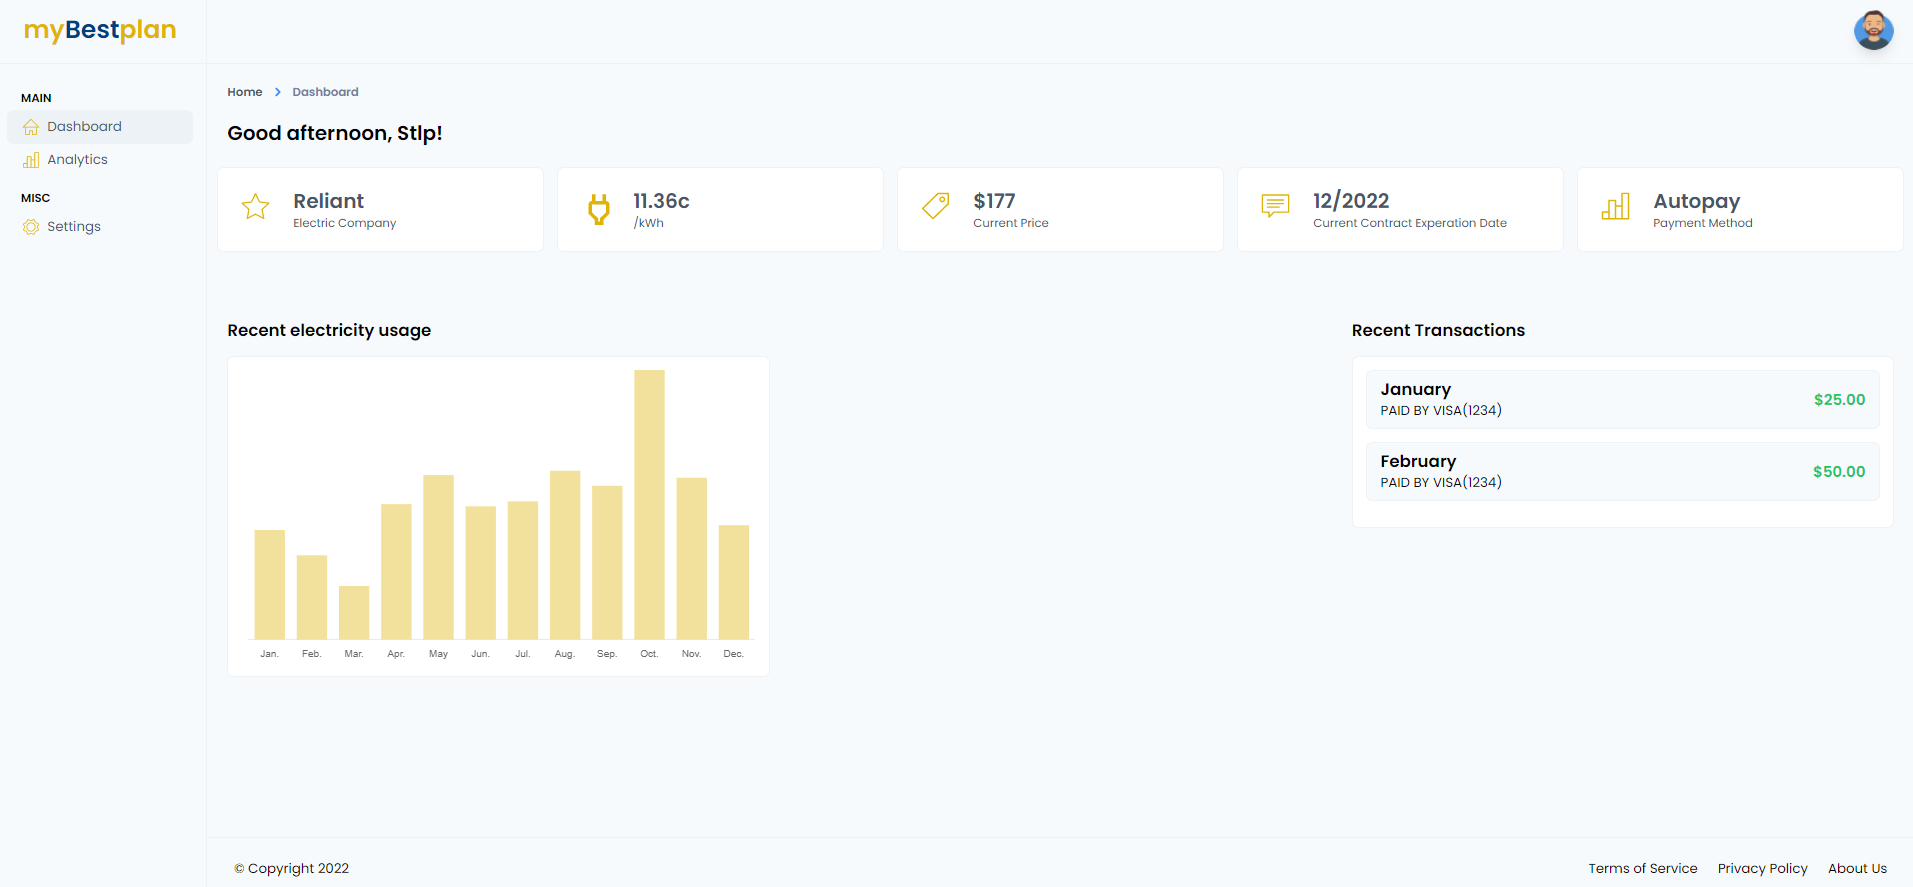 myBestplan
MAIN
Dashboard
Analytics
MISC
Settings
Home > Dashboard
Good afternoon, Stlp!
Reliant
Electric Company
11.36c
/kWh
$177
Current Price
12/2022
Current Contract Experation Date
Autopay
Payment Method
Recent electricity usage
Jan. Feb. Mar. Apr. May Jun. Jul. Aug. Sep. Oct. Nov. Dec.
Recent Transactions
January
PAID BY VISA(1234)
$25.00
February
PAID BY VISA(1234)
$50.00
© Copyright 2022
Terms of Service Privacy Policy About Us